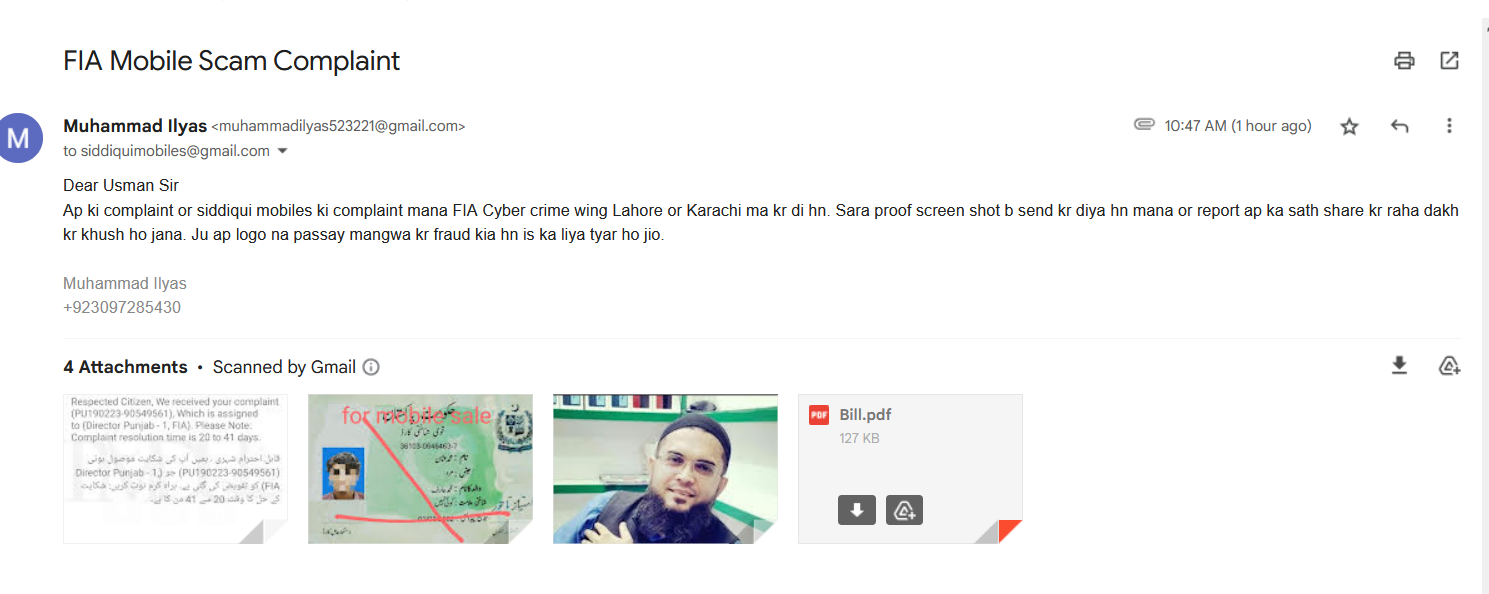 FIA Mobile Scam Complaint
Muhammad Ilyas <muhammadilyas523221@gmail.com>
10:47 AM (1 hour ago)
to siddiquimobiles@gmail.com
Dear Usman Sir
Ap ki complaint or siddiqui mobiles ki complaint mana FIA Cyber crime wing Lahore or Karachi ma kr di hn. Sara proof screen shot b send kr diya hn mana or report ap ka sath share kr raha dakh
kr khush ho jana. Ju ap logo na passay mangwa kr fraud kia hn is ka liya tyar ho jio.
Muhammad Ilyas
+923097285430
4 Attachments • Scanned by Gmail
Respected Citizen, We received your complaint
(PU190223-90549561), Which is assigned
to (Director Punjab - 1, FIA). Please Note:
Complaint resolution time is 20 to 41 days.
قابل احترام شہری ، ہمیں آپ کی شکایت موصول ہوئی
(PU190223-90549561) جو (Director Punjab - 1,
FIA) کو تفویض کی گئی ہے. براہ کرم نوٹ کریں: شکایت
کے حل کا وقت 20 سے 41 دن کا ہے.
for mobile sale
قومی شناختی کارڈ
PDF
Bill.pdf
127 KB
M